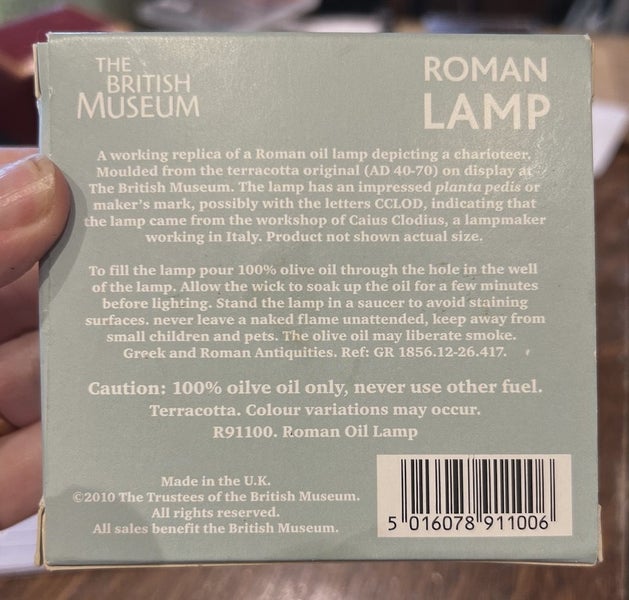 THE
BRITISH
MUSEUM
ROMAN
LAMP
A working replica of a Roman oil lamp depicting a charioteer.
Moulded from the terracotta original (AD 40-70) on display at
The British Museum. The lamp has an impressed planta pedis or
maker's mark, possibly with the letters CCLOD, indicating that
the lamp came from the workshop of Caius Clodius, a lampmaker
working in Italy. Product not shown actual size.
To fill the lamp pour 100% olive oil through the hole in the well
of the lamp. Allow the wick to soak up the oil for a few minutes
before lighting. Stand the lamp in a saucer to avoid staining
surfaces. never leave a naked flame unattended, keep away from
small children and pets. The olive oil may liberate smoke.
Greek and Roman Antiquities. Ref: GR 1856.12-26.417.
Caution: 100% oilve oil only, never use other fuel.
Terracotta. Colour variations may occur.
R91100. Roman Oil Lamp
Made in the U.K.
©2010 The Trustees of the British Museum.
All rights reserved.
All sales benefit the British Museum.
5 016078 911006